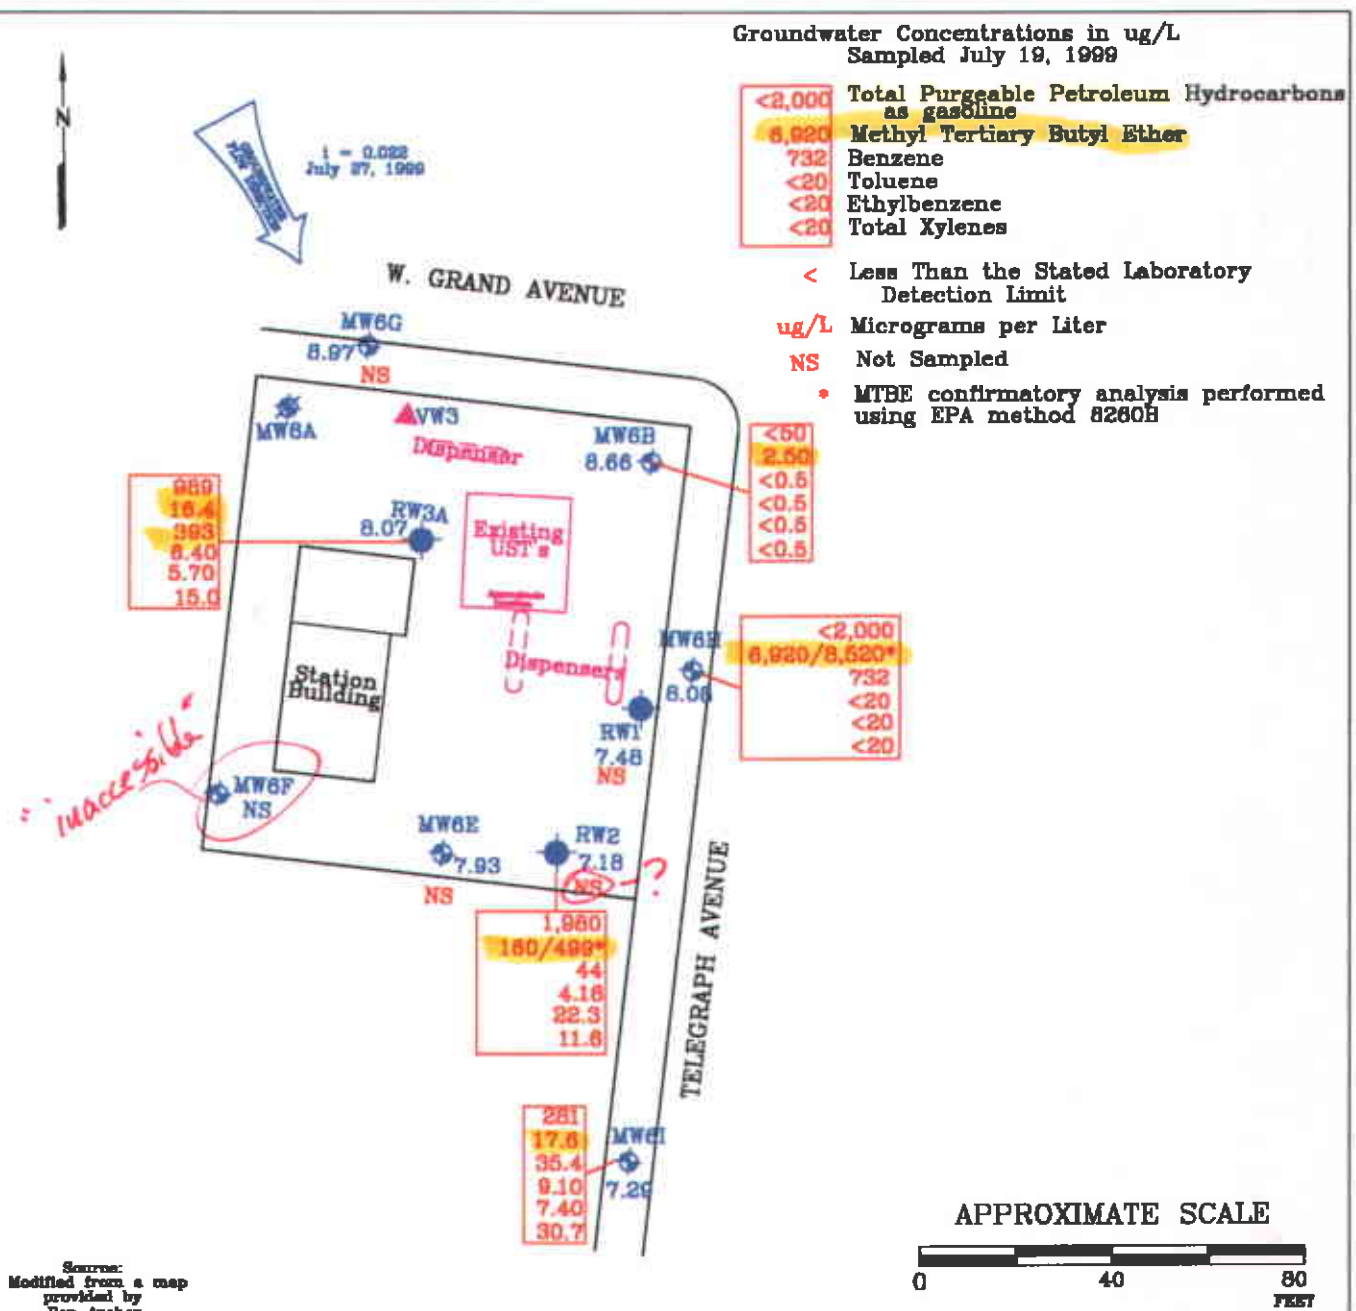 Groundwater Concentrations in ug/L
Sampled July 19, 1999
<2,000 Total Purgeable Petroleum Hydrocarbons
as gasoline
6,920 Methyl Tertiary Butyl Ether
732 Benzene
<20 Toluene
<20 Ethylbenzene
<20 Total Xylenes
< Less Than the Stated Laboratory
Detection Limit
ug/L Micrograms per Liter
NS Not Sampled
* MTBE confirmatory analysis performed
using EPA method 8260B
N
i = 0.022
July 27, 1999
W. GRAND AVENUE
MW6G
8.97
NS
MW6A
VW3
Dispenser
MW6B
8.66
<50
2.50
<0.5
<0.5
<0.5
<0.5
989
16.4
393
6.40
5.70
15.0
RW3A
8.07
Existing
UST's
Dispensers
Station
Building
MW6H
8.08
<2,000
6,920/8,520*
732
<20
<20
<20
RW1
7.48
NS
"inaccessible"
MW6F
NS
MW6E
7.93
NS
RW2
7.18
NS - ?
1,980
160/499*
44
4.16
22.3
11.6
TELEGRAPH AVENUE
281
17.6
35.4
9.10
7.40
30.7
MW6I
7.29
APPROXIMATE SCALE
0 40 80
FEET
Source:
Modified from a map
provided by